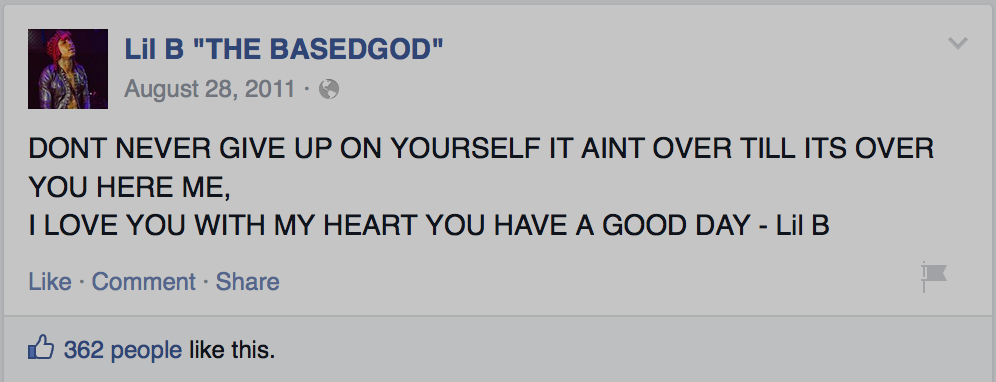 Lil B "THE BASEDGOD"
August 28, 2011 ·
DONT NEVER GIVE UP ON YOURSELF IT AINT OVER TILL ITS OVER
YOU HERE ME,
I LOVE YOU WITH MY HEART YOU HAVE A GOOD DAY - Lil B
Like · Comment · Share
362 people like this.